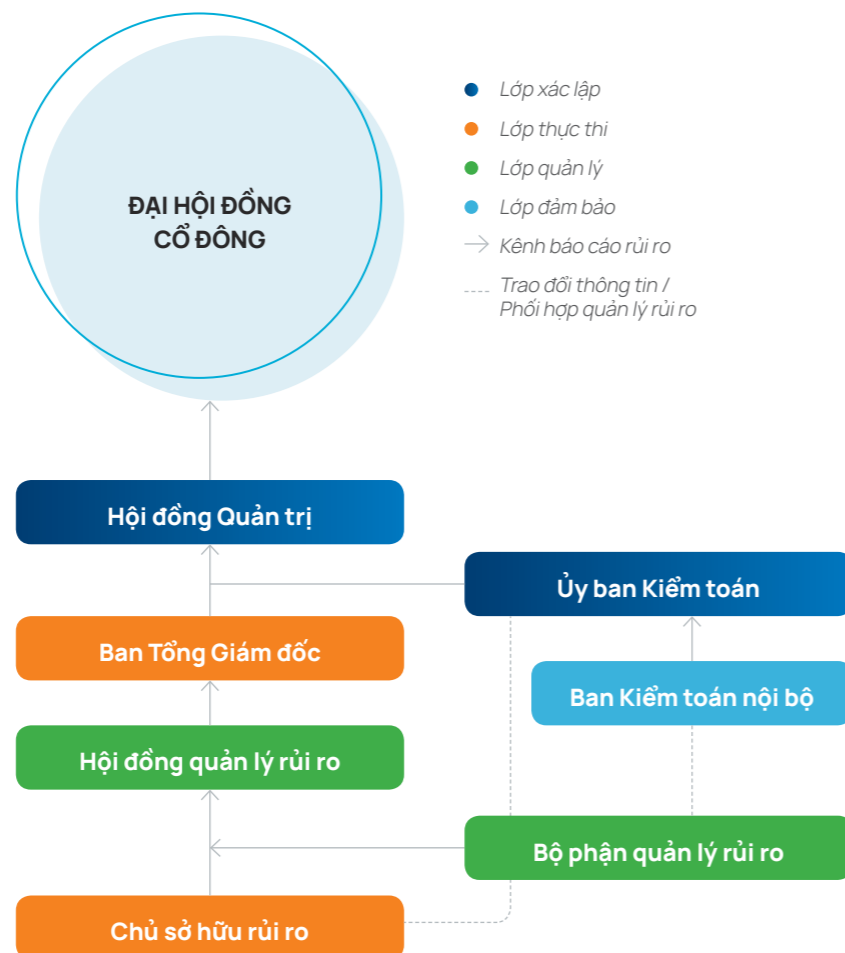 ĐẠI HỘI ĐỒNG
CỔ ĐÔNG
Lớp xác lập
Lớp thực thi
Lớp quản lý
Lớp đảm bảo
Kênh báo cáo rủi ro
Trao đổi thông tin /
Phối hợp quản lý rủi ro
Hội đồng Quản trị
Ủy ban Kiểm toán
Ban Tổng Giám đốc
Ban Kiểm toán nội bộ
Hội đồng quản lý rủi ro
Bộ phận quản lý rủi ro
Chủ sở hữu rủi ro